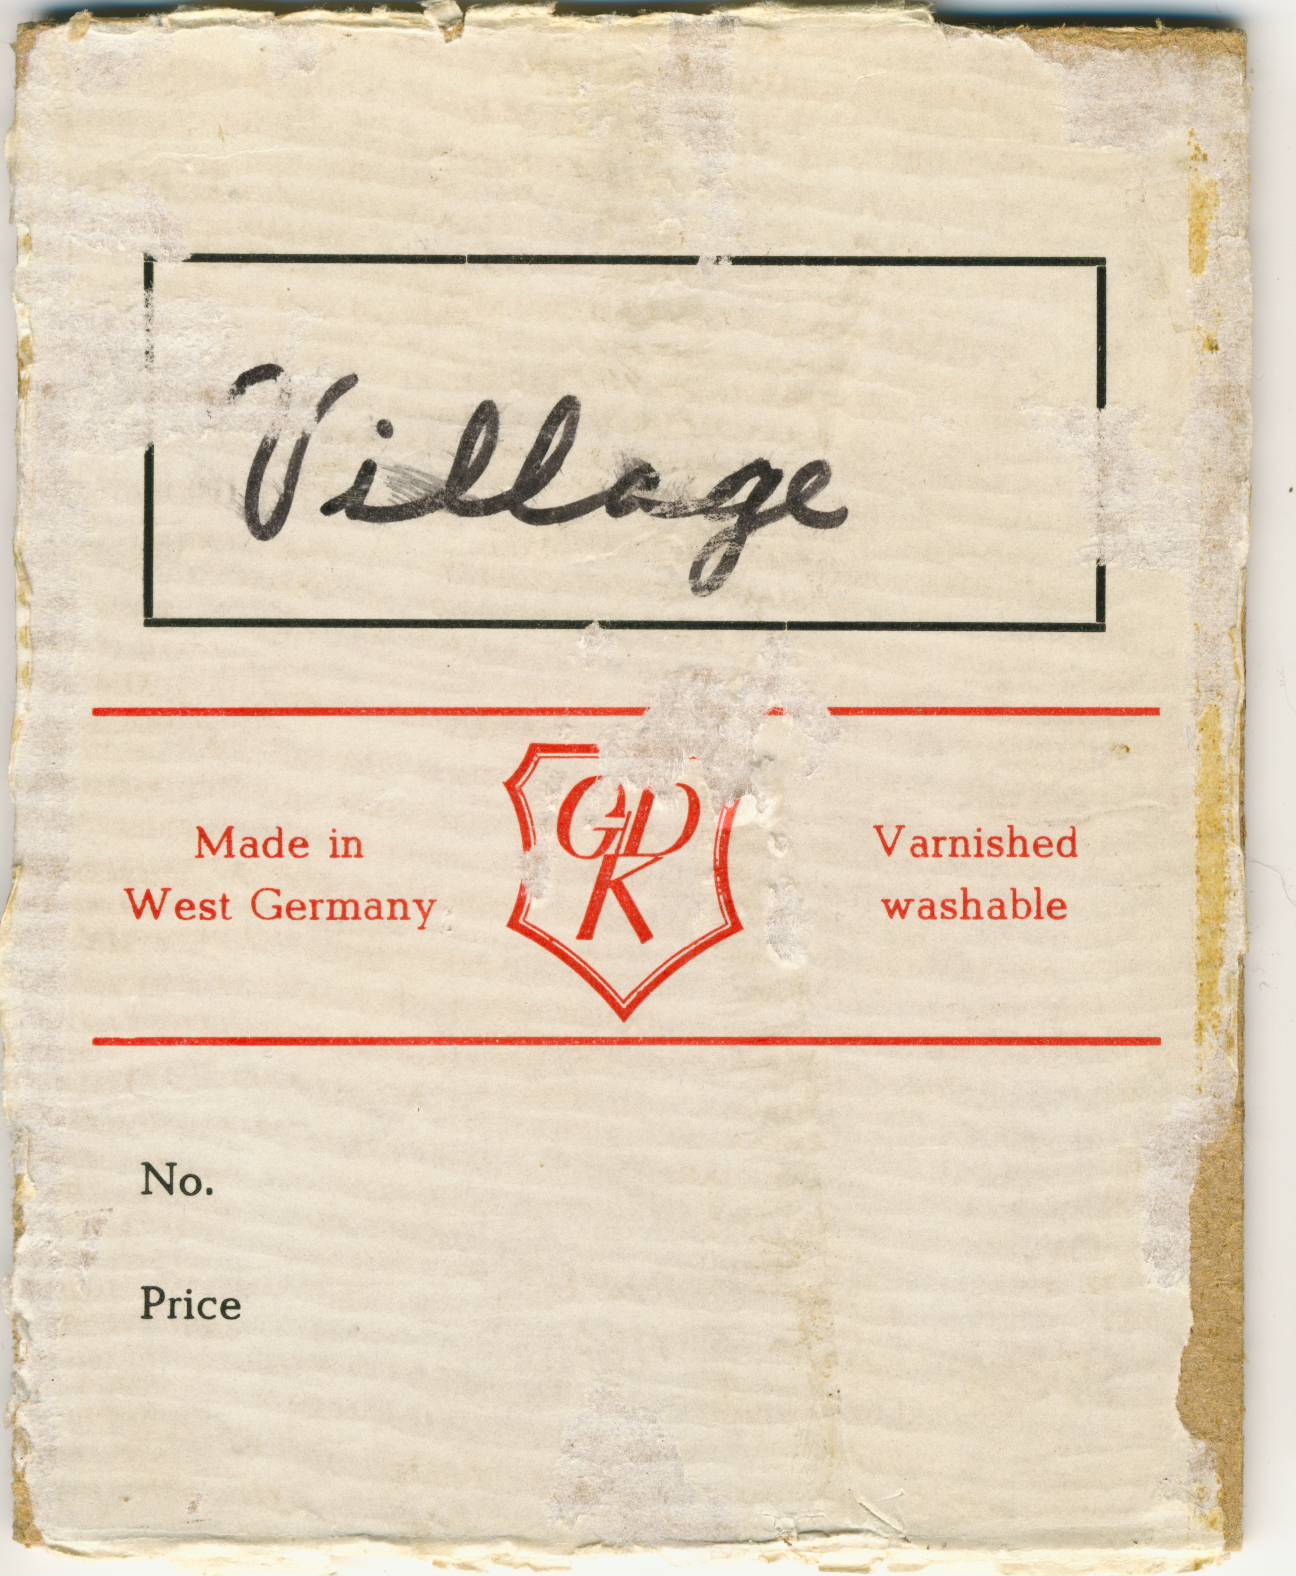 Village
Made in
West Germany
GDK
Varnished
washable
No.
Price